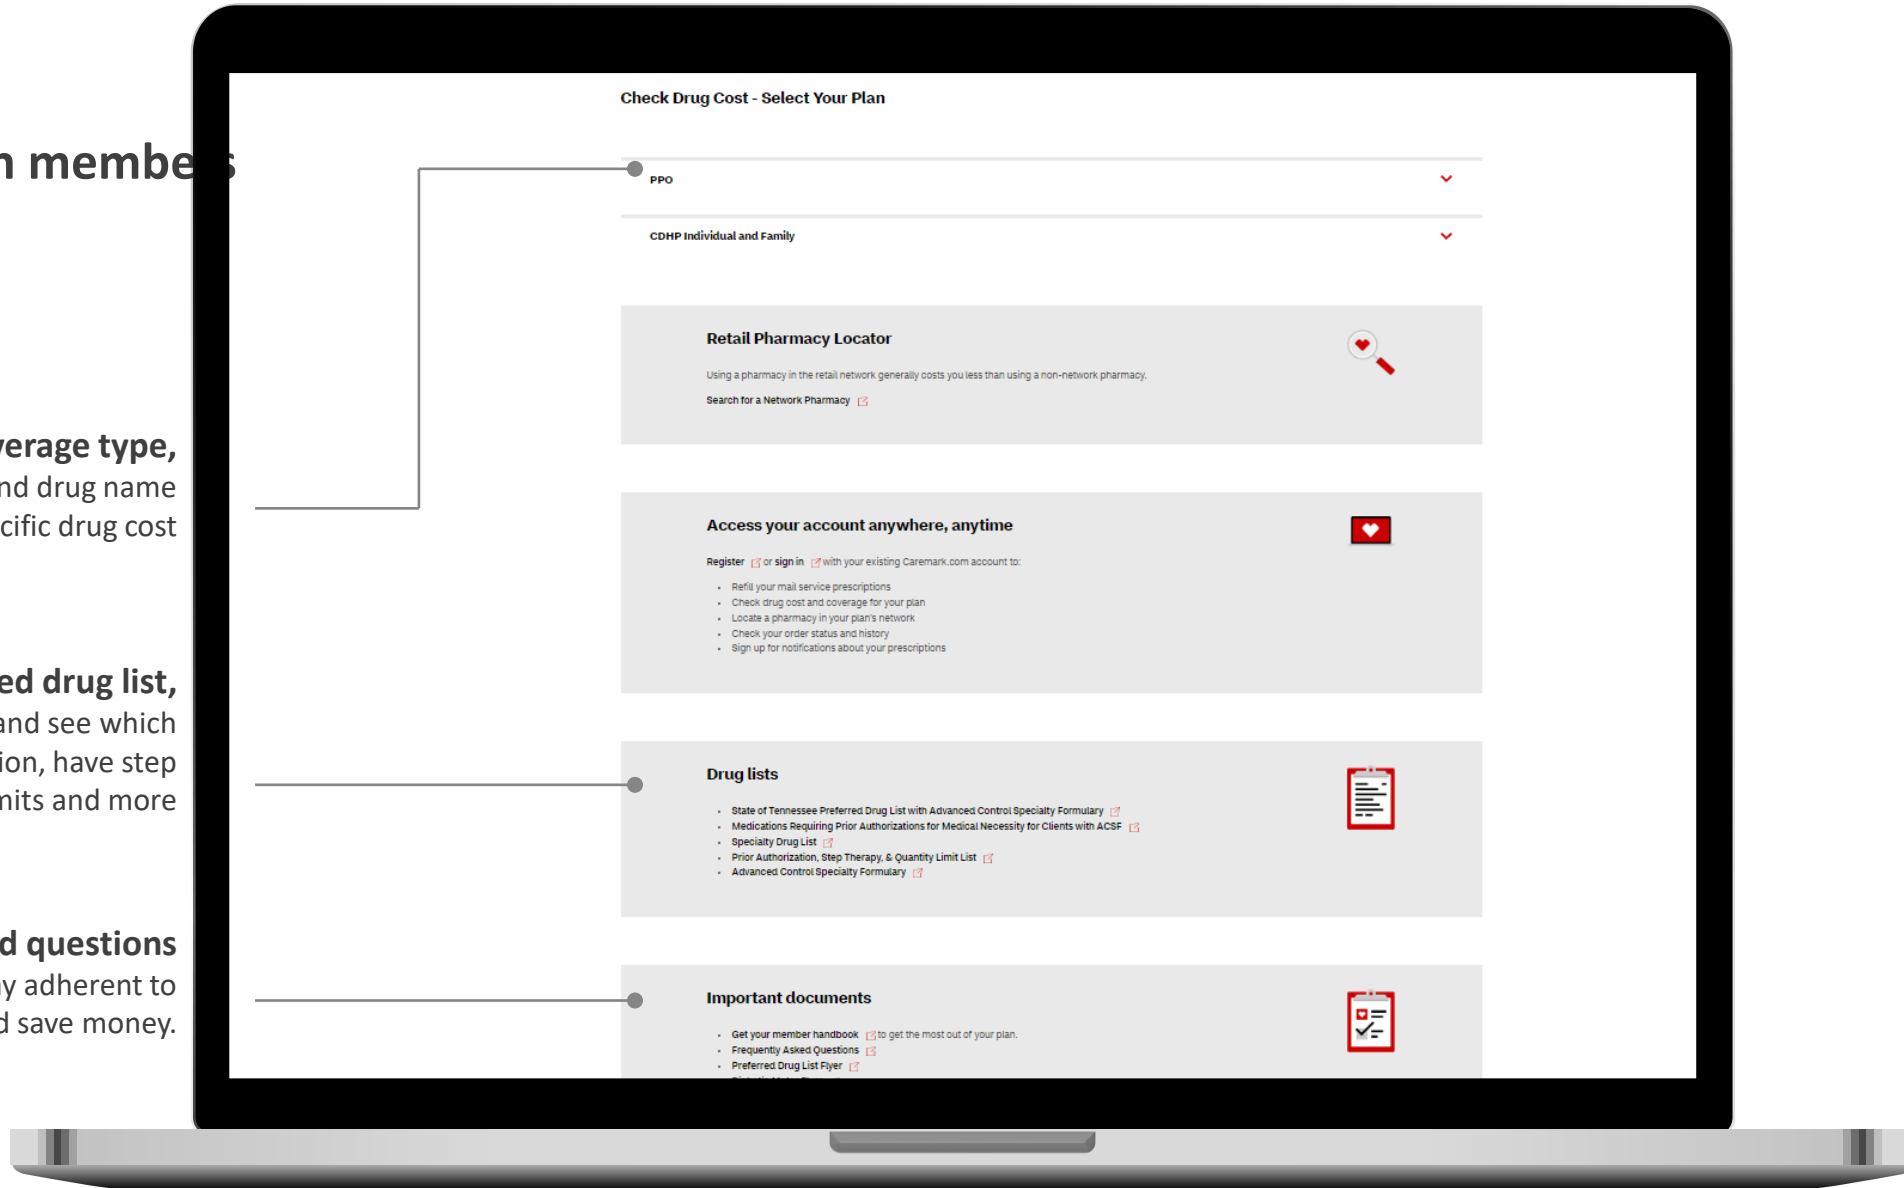 n members
verage type,
nd drug name
cific drug cost
ed drug list,
and see which
tion, have step
mits and more
d questions
ay adherent to
d save money.
Check Drug Cost - Select Your Plan
PPO
CDHP Individual and Family
Retail Pharmacy Locator
Using a pharmacy in the retail network generally costs you less than using a non-network pharmacy.
Search for a Network Pharmacy
Access your account anywhere, anytime
Register or sign in with your existing Caremark.com account to:
• Refill your mail service prescriptions
• Check drug cost and coverage for your plan
• Locate a pharmacy in your plan's network
• Check your order status and history
• Sign up for notifications about your prescriptions
Drug lists
• State of Tennessee Preferred Drug List with Advanced Control Specialty Formulary
• Medications Requiring Prior Authorizations for Medical Necessity for Clients with ACSF
• Specialty Drug List
• Prior Authorization, Step Therapy, & Quantity Limit List
• Advanced Control Specialty Formulary
Important documents
• Get your member handbook to get the most out of your plan.
• Frequently Asked Questions
• Preferred Drug List Flyer